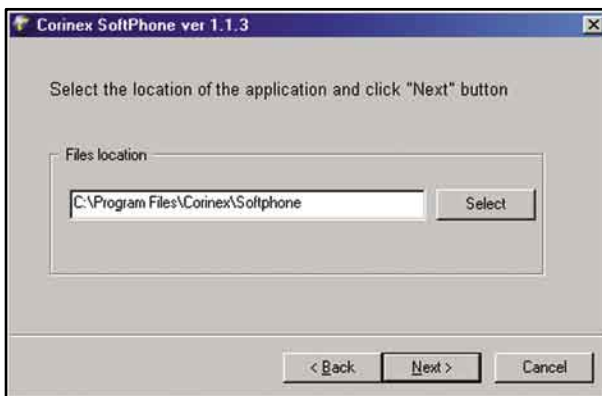 Corinex SoftPhone ver 1.1.3
Select the location of the application and click "Next" button
Files location
C:\Program Files\Corinex\Softphone
Select
< Back
Next >
Cancel